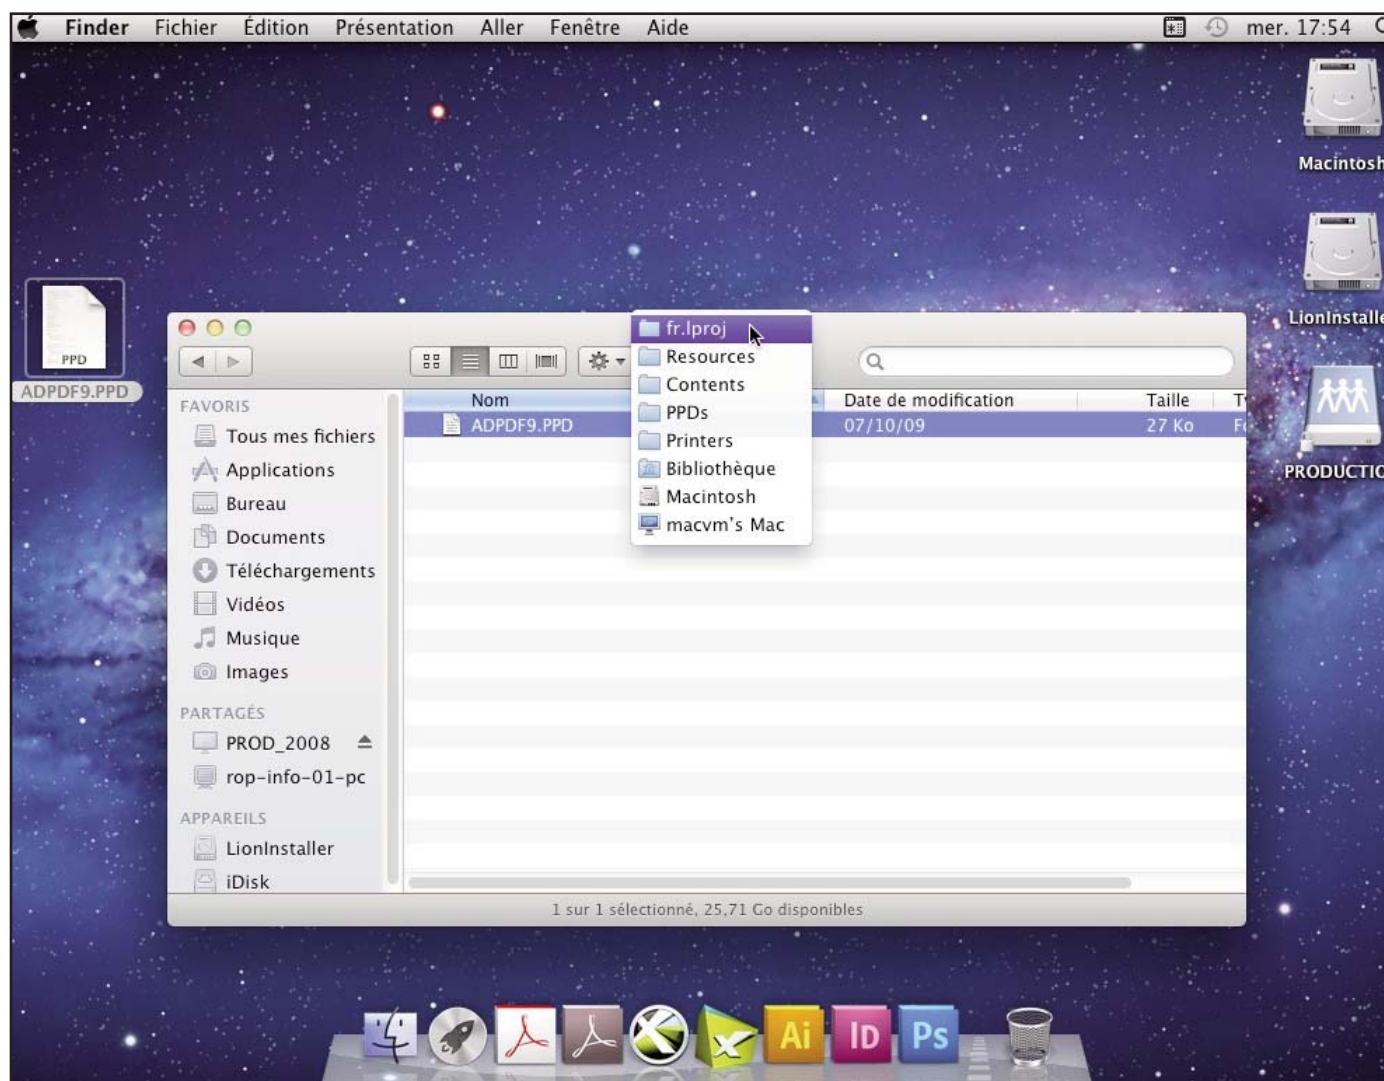 Finder Fichier Édition Présentation Aller Fenêtre Aide mer. 17:54
Macintosh
LionInstalle
PRODUCTIO
PPD
ADPDF9.PPD
fr.lproj
Resources
Contents
PPDs
Printers
Bibliothèque
Macintosh
macvm's Mac
Nom Date de modification Taille Ty
ADPDF9.PPD 07/10/09 27 Ko Fo
FAVORIS
Tous mes fichiers
Applications
Bureau
Documents
Téléchargements
Vidéos
Musique
Images
PARTAGÉS
PROD_2008
rop-info-01-pc
APPAREILS
LionInstaller
iDisk
1 sur 1 sélectionné, 25,71 Go disponibles
Ai ID Ps